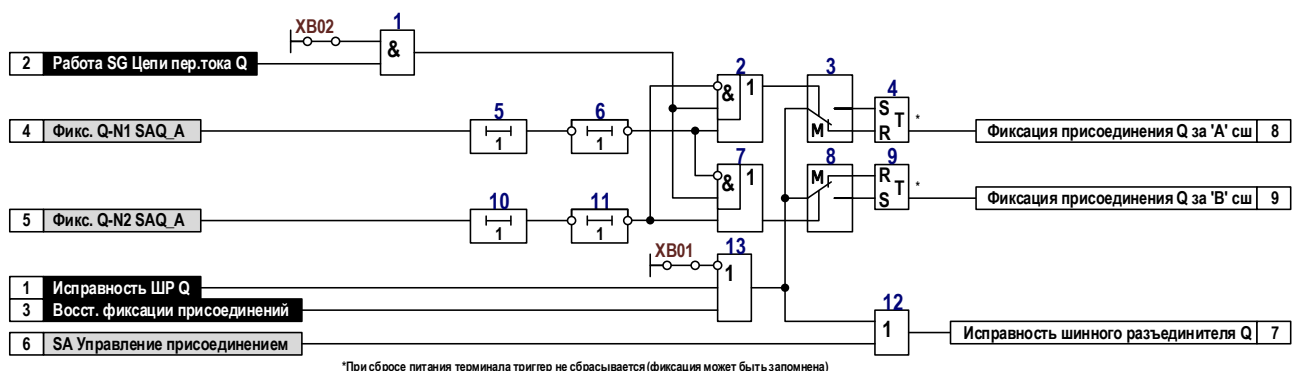 XB02
1
&
2 Работа SG Цепи пер.тока Q
2
& 1
3
M
4
S
T
R
*
4 Фикс. Q-N1 SAQ_A
5
1
6
1
Фиксация присоединения Q за 'А' сш 8
7
& 1
8
M
9
R
T
S
*
5 Фикс. Q-N2 SAQ_A
10
1
11
1
Фиксация присоединения Q за 'В' сш 9
XB01
13
1
1 Исправность ШР Q
3 Восст. фиксации присоединений
12
1
6 SA Управление присоединением
Исправность шинного разъединителя Q 7
*При сбросе питания терминала триггер не сбрасывается (фиксация может быть запомнена)